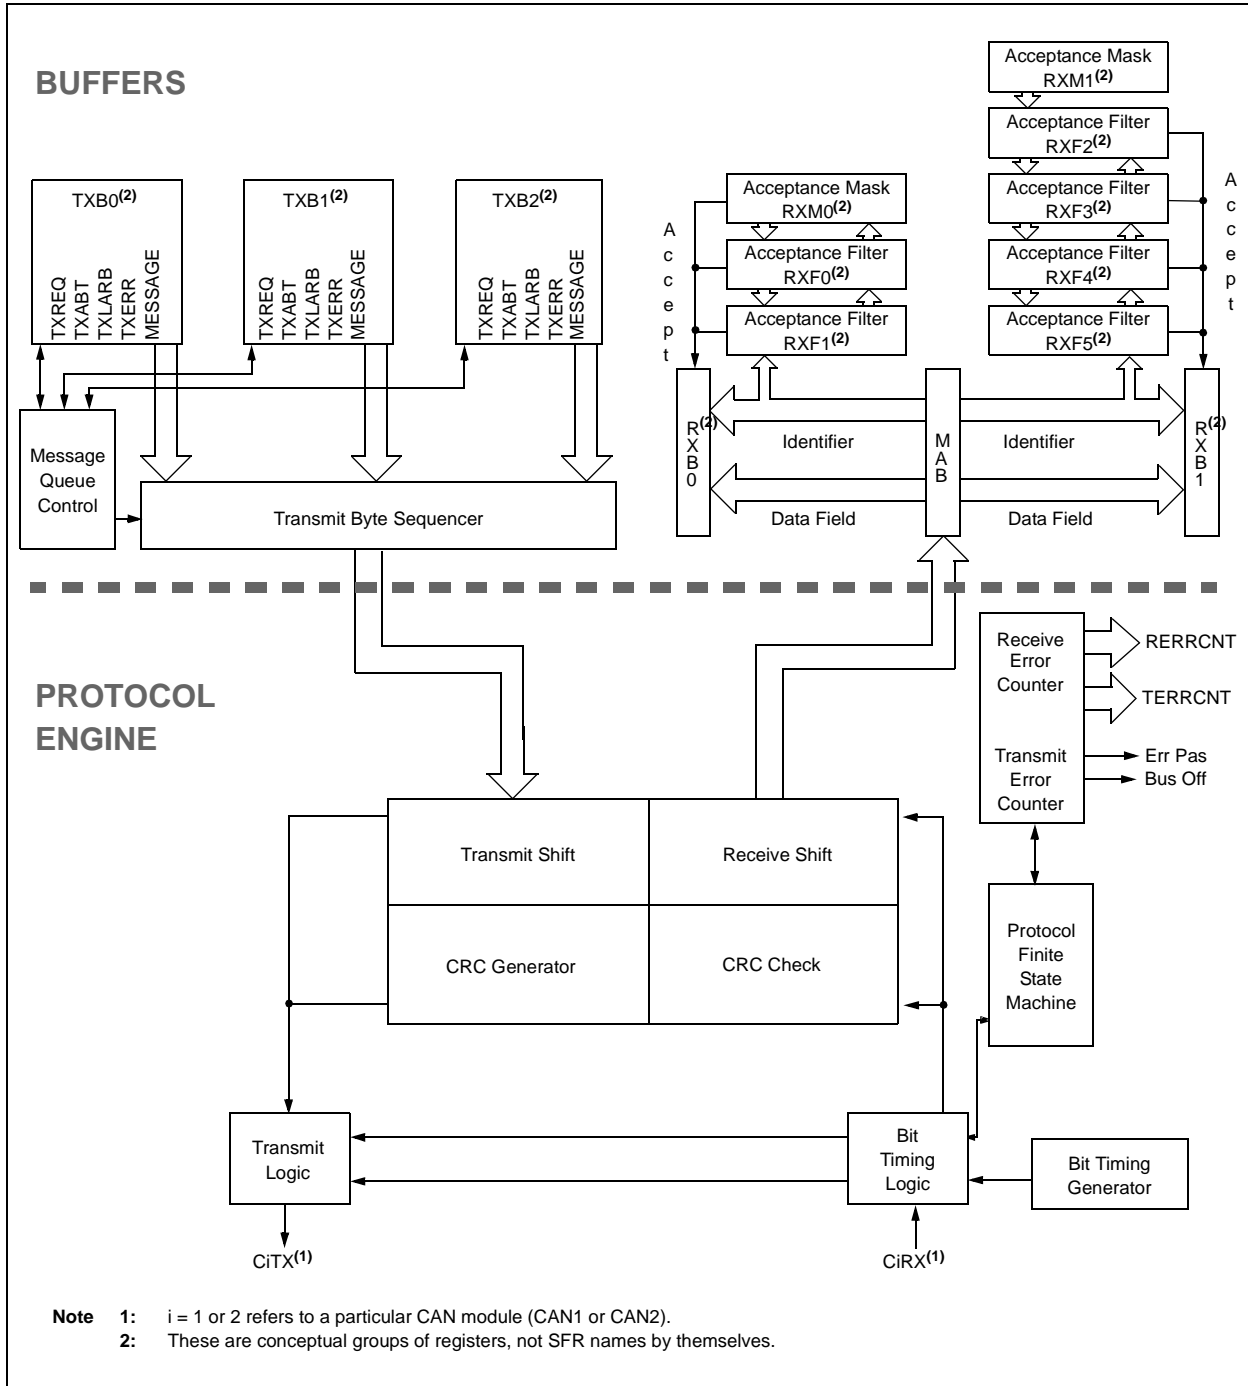 BUFFERS
Acceptance Mask
RXM1(2)
Acceptance Filter
RXF2(2)
TXB0(2)
TXREQ
TXABT
TXLARB
TXERR
MESSAGE
TXB1(2)
TXREQ
TXABT
TXLARB
TXERR
MESSAGE
TXB2(2)
TXREQ
TXABT
TXLARB
TXERR
MESSAGE
Accept
Acceptance Mask
RXM0(2)
Acceptance Filter
RXF0(2)
Acceptance Filter
RXF1(2)
Acceptance Filter
RXF3(2)
Acceptance Filter
RXF4(2)
Acceptance Filter
RXF5(2)
Accept
Message
Queue
Control
Transmit Byte Sequencer
RXB0(2)
Identifier
Data Field
MAB
Identifier
Data Field
RXB1(2)
PROTOCOL
ENGINE
Receive
Error
Counter
Transmit
Error
Counter
RERRCNT
TERRCNT
Err Pas
Bus Off
Transmit Shift
Receive Shift
CRC Generator
CRC Check
Protocol
Finite
State
Machine
Transmit
Logic
Bit
Timing
Logic
Bit Timing
Generator
CiTX(1)
CiRX(1)
Note 1: i = 1 or 2 refers to a particular CAN module (CAN1 or CAN2).
2: These are conceptual groups of registers, not SFR names by themselves.